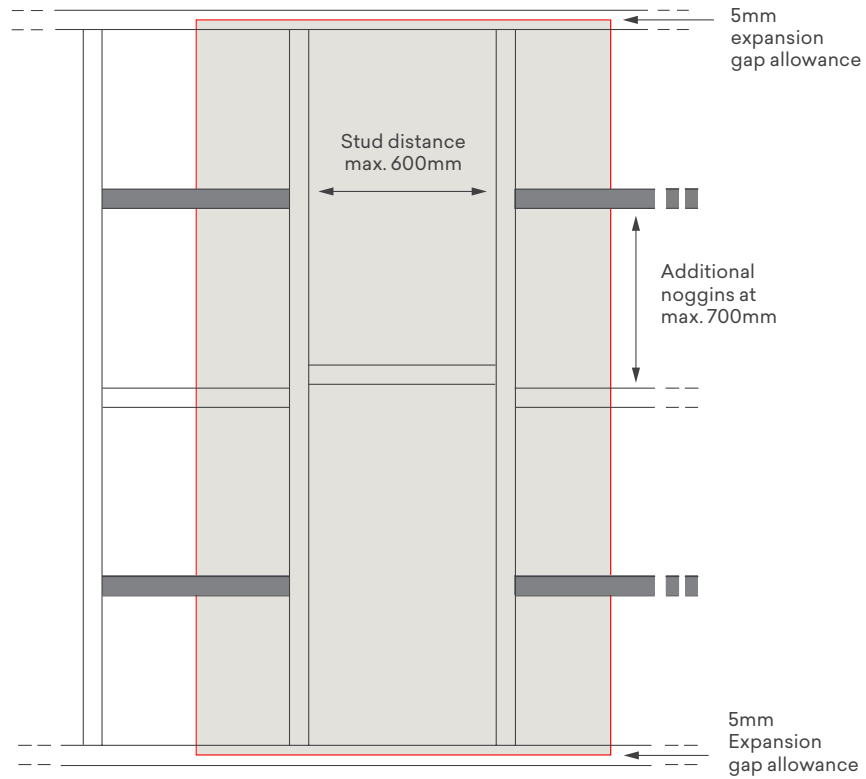 5mm
expansion
gap allowance
Stud distance
max. 600mm
Additional
noggins at
max. 700mm
5mm
Expansion
gap allowance